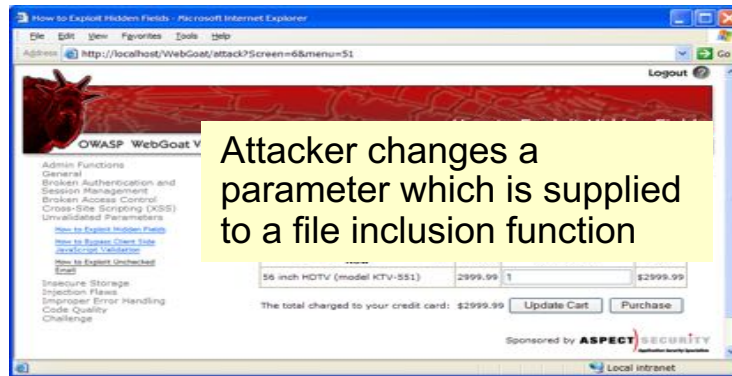 How to Exploit Hidden Fields - Microsoft Internet Explorer
File Edit View Favorites Tools Help
Address http://localhost/WebGoat/attack?Screen=6&menu=51 Go
Logout ?
OWASP WebGoat V
Attacker changes a
parameter which is supplied
to a file inclusion function
Admin Functions
General
Broken Authentication and
Session Management
Broken Access Control
Cross-Site Scripting (XSS)
Unvalidated Parameters
How to Exploit Hidden Fields
How to Bypass Client Side
JavaScript Validation
How to Exploit Unchecked
Email
Insecure Storage
Injection Flaws
Improper Error Handling
Code Quality
Challenge
56 inch HDTV (model KTV-551) 2999.99 1 $2999.99
The total charged to your credit card: $2999.99 Update Cart Purchase
Sponsored by ASPECT SECURITY
Application Security Specialists
Local intranet